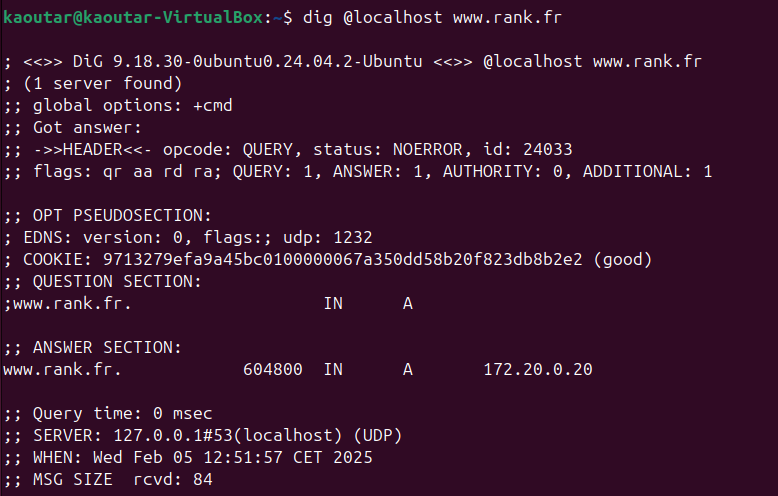 kaoutar@kaoutar-VirtualBox:~$ dig @localhost www.rank.fr
; <<>> DiG 9.18.30-0ubuntu0.24.04.2-Ubuntu <<>> @localhost www.rank.fr
; (1 server found)
;; global options: +cmd
;; Got answer:
;; ->>HEADER<<- opcode: QUERY, status: NOERROR, id: 24033
;; flags: qr aa rd ra; QUERY: 1, ANSWER: 1, AUTHORITY: 0, ADDITIONAL: 1
;; OPT PSEUDOSECTION:
; EDNS: version: 0, flags:; udp: 1232
; COOKIE: 9713279efa9a45bc0100000067a350dd58b20f823db8b2e2 (good)
;; QUESTION SECTION:
;www.rank.fr. IN A
;; ANSWER SECTION:
www.rank.fr. 604800 IN A 172.20.0.20
;; Query time: 0 msec
;; SERVER: 127.0.0.1#53(localhost) (UDP)
;; WHEN: Wed Feb 05 12:51:57 CET 2025
;; MSG SIZE rcvd: 84